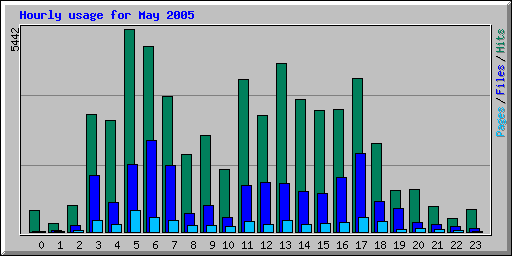 Hourly usage for May 2005
5442
Pages / Files / Hits
0 1 2 3 4 5 6 7 8 9 10 11 12 13 14 15 16 17 18 19 20 21 22 23